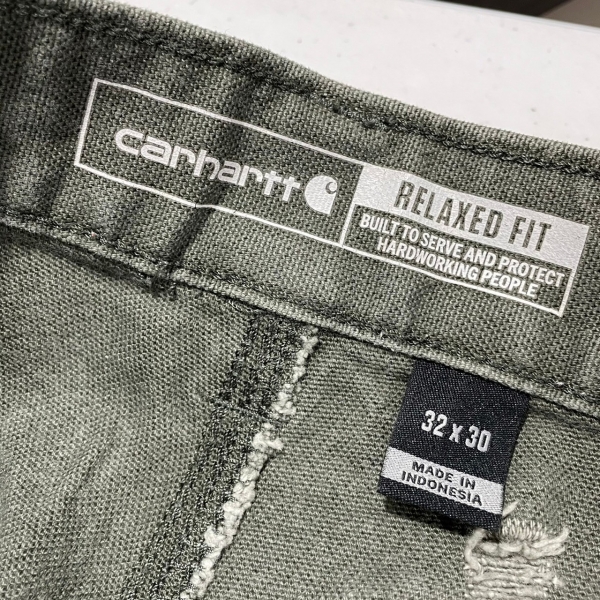 carhartt
RELAXED FIT
BUILT TO SERVE AND PROTECT
HARDWORKING PEOPLE
32 x 30
MADE IN
INDONESIA